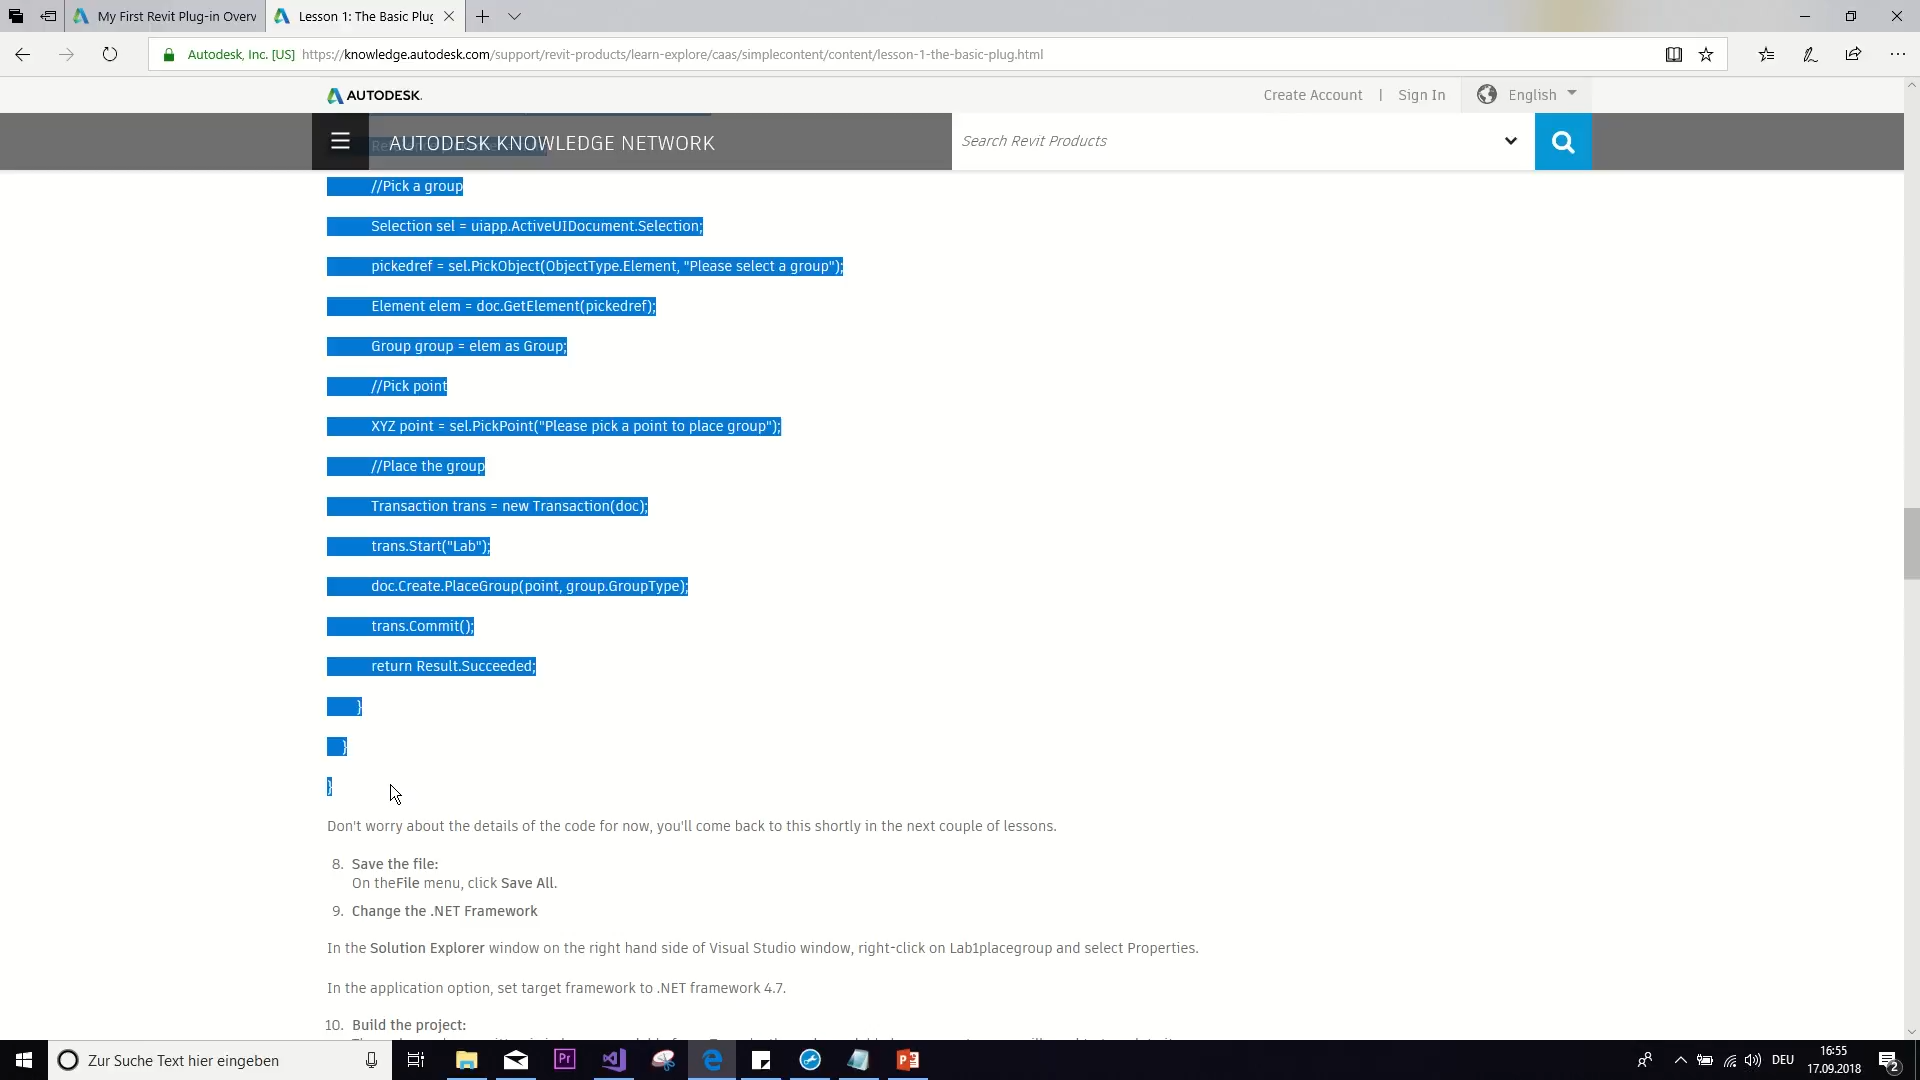 My First Revit Plug-in Overv
Lesson 1: The Basic Plug
Autodesk, Inc. [US]
https://knowledge.autodesk.com/support/revit-products/learn-explore/caas/simplecontent/content/lesson-1-the-basic-plug.html
AUTODESK.
Create Account | Sign In
English
AUTODESK KNOWLEDGE NETWORK
Search Revit Products
//Pick a group
Selection sel = uiapp.ActiveUIDocument.Selection;
pickedref = sel.PickObject(ObjectType.Element, "Please select a group");
Element elem = doc.GetElement(pickedref);
Group group = elem as Group;
//Pick point
XYZ point = sel.PickPoint("Please pick a point to place group");
//Place the group
Transaction trans = new Transaction(doc);
trans.Start("Lab");
doc.Create.PlaceGroup(point, group.GroupType);
trans.Commit();
return Result.Succeeded;
}
}
}
Don't worry about the details of the code for now, you'll come back to this shortly in the next couple of lessons.
8. Save the file:
On theFile menu, click Save All.
9. Change the .NET Framework
In the Solution Explorer window on the right hand side of Visual Studio window, right-click on Lab1placegroup and select Properties.
In the application option, set target framework to .NET framework 4.7.
10. Build the project:
Zur Suche Text hier eingeben
Pr
DEU
16:55
17.09.2018
2